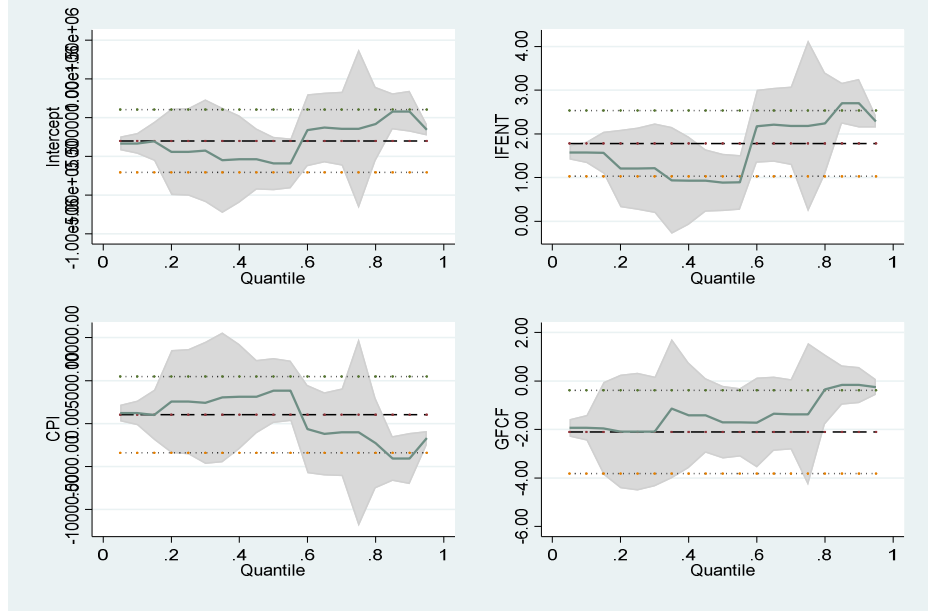 Intercept
0 .2 .4 .6 .8 1
Quantile
IFENT
0.00 1.00 2.00 3.00 4.00
0 .2 .4 .6 .8 1
Quantile
CPI
0 .2 .4 .6 .8 1
Quantile
GFCF
-6.00 -4.00 -2.00 0.00 2.00
0 .2 .4 .6 .8 1
Quantile